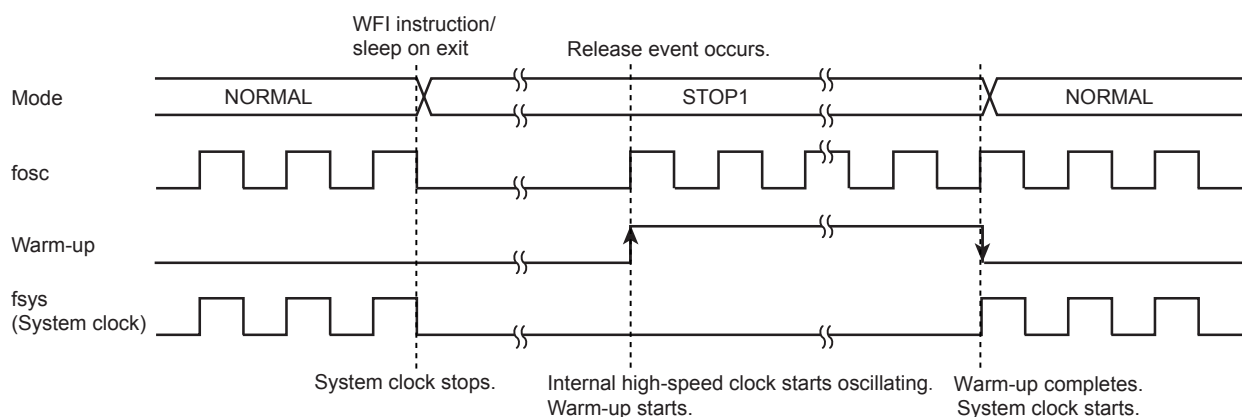 WFI instruction/
sleep on exit
Release event occurs.
Mode
NORMAL
STOP1
NORMAL
fosc
Warm-up
fsys
(System clock)
System clock stops.
Internal high-speed clock starts oscillating.
Warm-up starts.
Warm-up completes.
System clock starts.